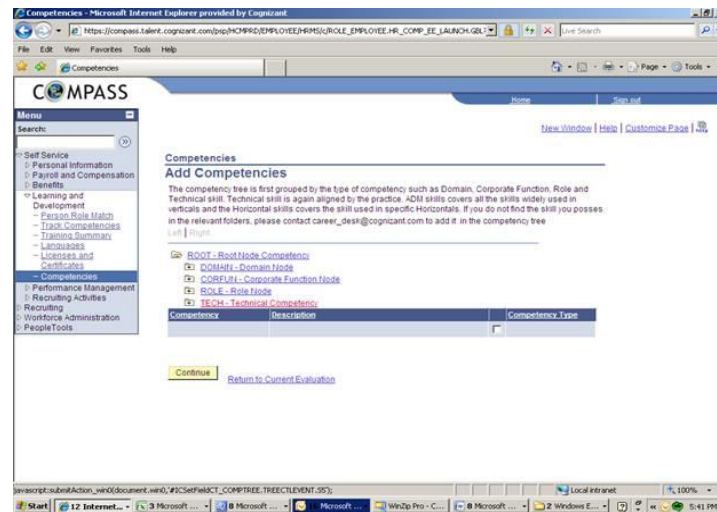 Competencies - Microsoft Internet Explorer provided by Cognizant
https://compass.talent.cognizant.com/psp/HCMPRD/EMPLOYEE/HRMS/c/ROLE_EMPLOYEE.HR_COMP_EE_LAUNCH.GBL?
Live Search
File Edit View Favorites Tools Help
Competencies
Page Tools
COMPASS
Home Sign out
Menu
New Window | Help | Customize Page |
Search:
Self Service
Personal Information
Payroll and Compensation
Benefits
Learning and
Development
Person Role Match
Track Competencies
Training Summary
Languages
Licenses and
Certificates
Competencies
Performance Management
Recruiting Activities
Recruiting
Workforce Administration
PeopleTools
Competencies
Add Competencies
The competency tree is first grouped by the type of competency such as Domain, Corporate Function, Role and
Technical skill. Technical skill is again aligned by the practice. ADM skills covers all the skills widely used in
verticals and the Horizontal skills covers the skill used in specific Horizontals. If you do not find the skill you posses
in the relevant folders, please contact career_desk@cognizant.com to add it in the competency tree
Left | Right
ROOT - Root Node Competency
DOMAIN - Domain Node
CORFUN - Corporate Function Node
ROLE - Role Node
TECH - Technical Competency
Competency Description Competency Type
Continue
Return to Current Evaluation
javascript:submitAction_win0(document.win0,'#ICSetFieldCT_COMPTREE.TREECTLEVENT.S5');
Local intranet 100%
Start 12 Internet... 3 Microsoft ... 8 Microsoft ... Microsoft ... WinZip Pro - C... 8 Microsoft ... 2 Windows E... 5:41 PM